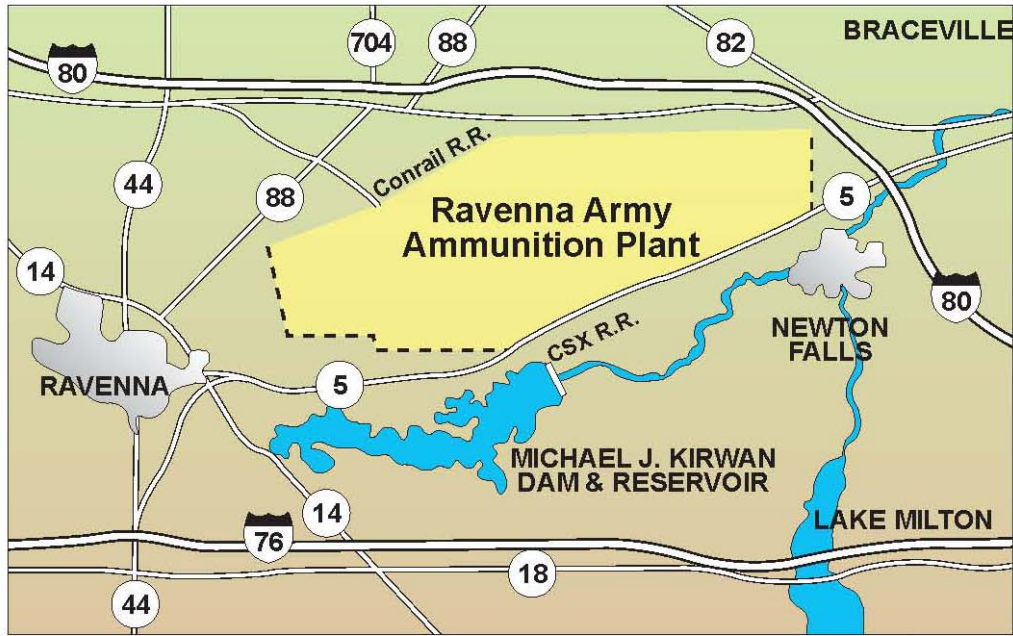 704
88
82
BRACEVILLE
80
Conrail R.R.
44
88
5
Ravenna Army
Ammunition Plant
14
80
NEWTON
FALLS
CSX R.R.
RAVENNA
5
MICHAEL J. KIRWAN
DAM & RESERVOIR
14
LAKE MILTON
76
18
44